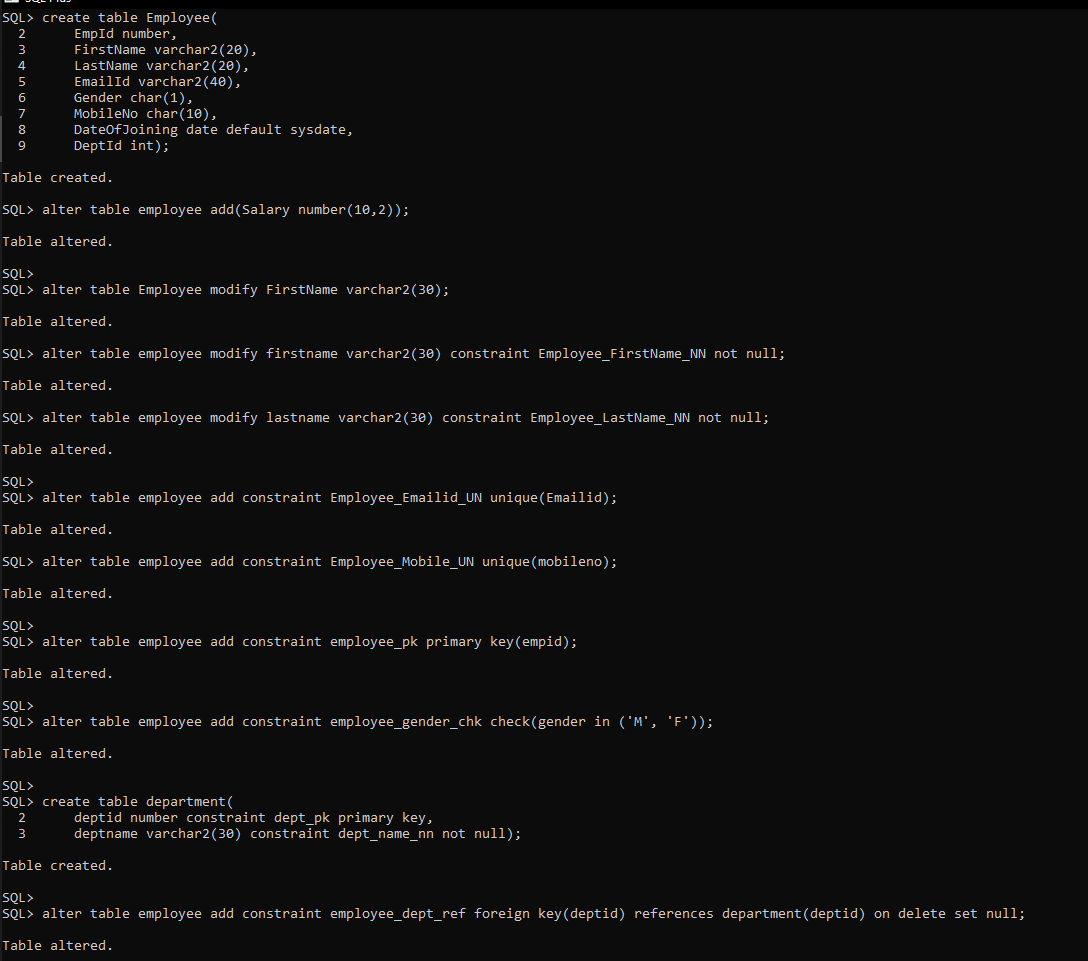 SQL> create table Employee(
  2     EmpId number,
  3     FirstName varchar2(20),
  4     LastName varchar2(20),
  5     EmailId varchar2(40),
  6     Gender char(1),
  7     MobileNo char(10),
  8     DateOfJoining date default sysdate,
  9     DeptId int);
Table created.
SQL> alter table employee add(Salary number(10,2));
Table altered.
SQL>
SQL> alter table Employee modify FirstName varchar2(30);
Table altered.
SQL> alter table employee modify firstname varchar2(30) constraint Employee_FirstName_NN not null;
Table altered.
SQL> alter table employee modify lastname varchar2(30) constraint Employee_LastName_NN not null;
Table altered.
SQL>
SQL> alter table employee add constraint Employee_Emailid_UN unique(Emailid);
Table altered.
SQL> alter table employee add constraint Employee_Mobile_UN unique(mobileno);
Table altered.
SQL>
SQL> alter table employee add constraint employee_pk primary key(empid);
Table altered.
SQL>
SQL> alter table employee add constraint employee_gender_chk check(gender in ('M', 'F'));
Table altered.
SQL>
SQL> create table department(
  2     deptid number constraint dept_pk primary key,
  3     deptname varchar2(30) constraint dept_name_nn not null);
Table created.
SQL>
SQL> alter table employee add constraint employee_dept_ref foreign key(deptid) references department(deptid) on delete set null;
Table altered.